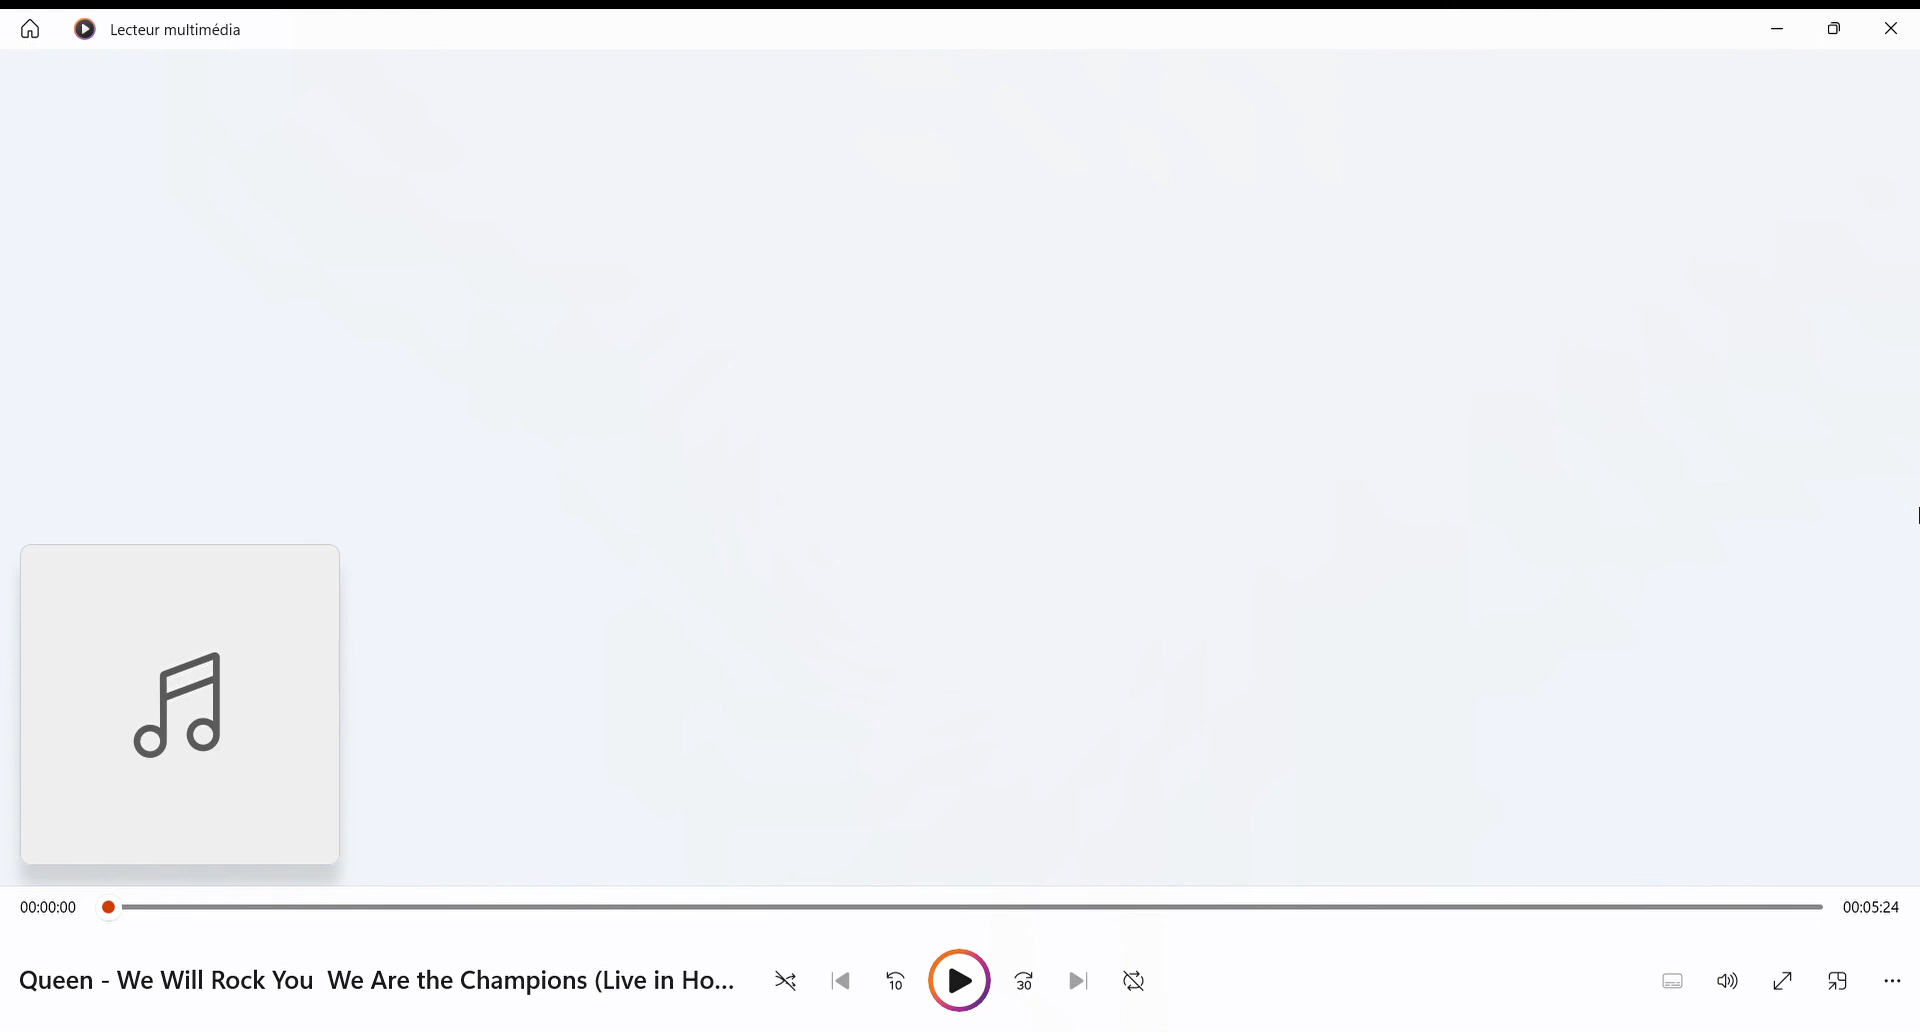 Lecteur multimédia
00:00:00
00:05:24
Queen - We Will Rock You  We Are the Champions (Live in Ho...
10
30